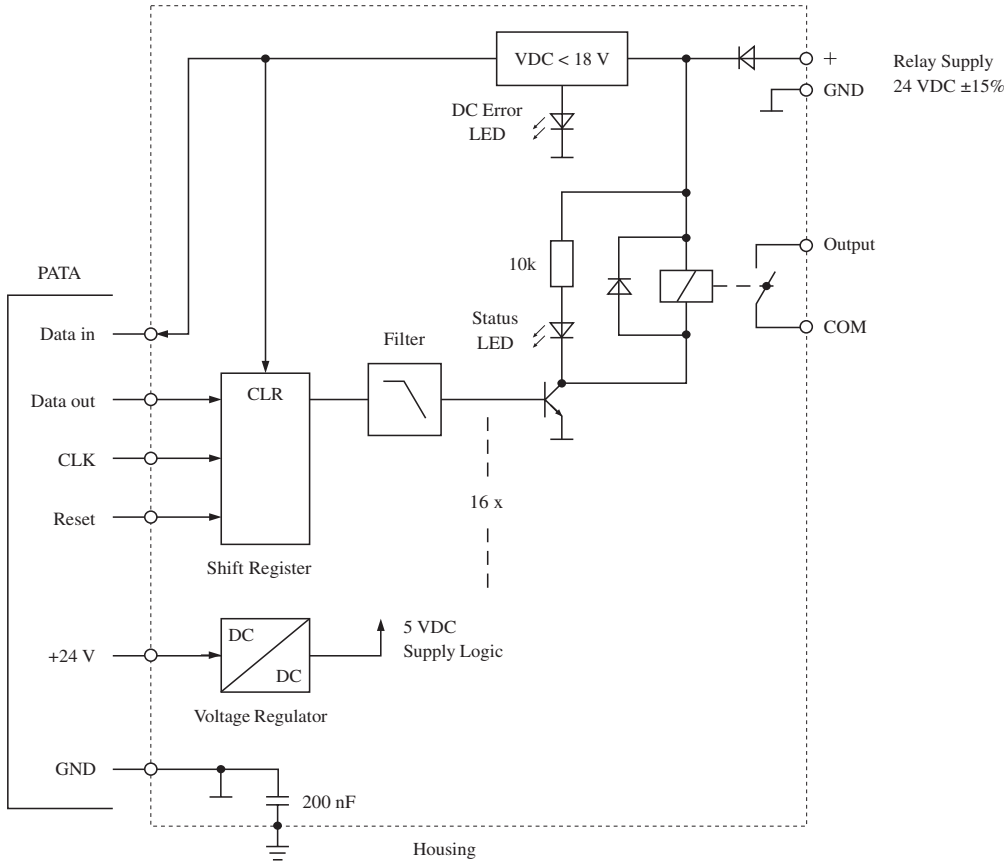 VDC < 18 V
+
Relay Supply
24 VDC ±15%
GND
DC Error
LED
Output
10k
PATA
Status
LED
COM
Data in
Filter
CLR
Data out
CLK
16 x
Reset
Shift Register
DC
DC
5 VDC
Supply Logic
+24 V
Voltage Regulator
GND
200 nF
Housing